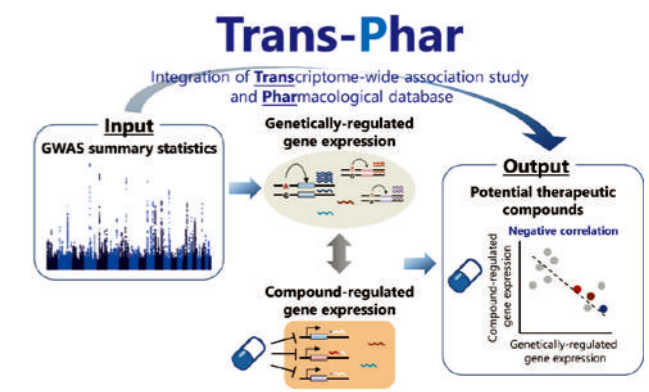 Trans-Phar
Integration of Transcriptome-wide association study
and Pharmacological database
Input
GWAS summary statistics
Genetically-regulated
gene expression
A
G
Compound-regulated
gene expression
Output
Potential therapeutic
compounds
Negative correlation
Compound-regulated
gene expression
Genetically-regulated
gene expression